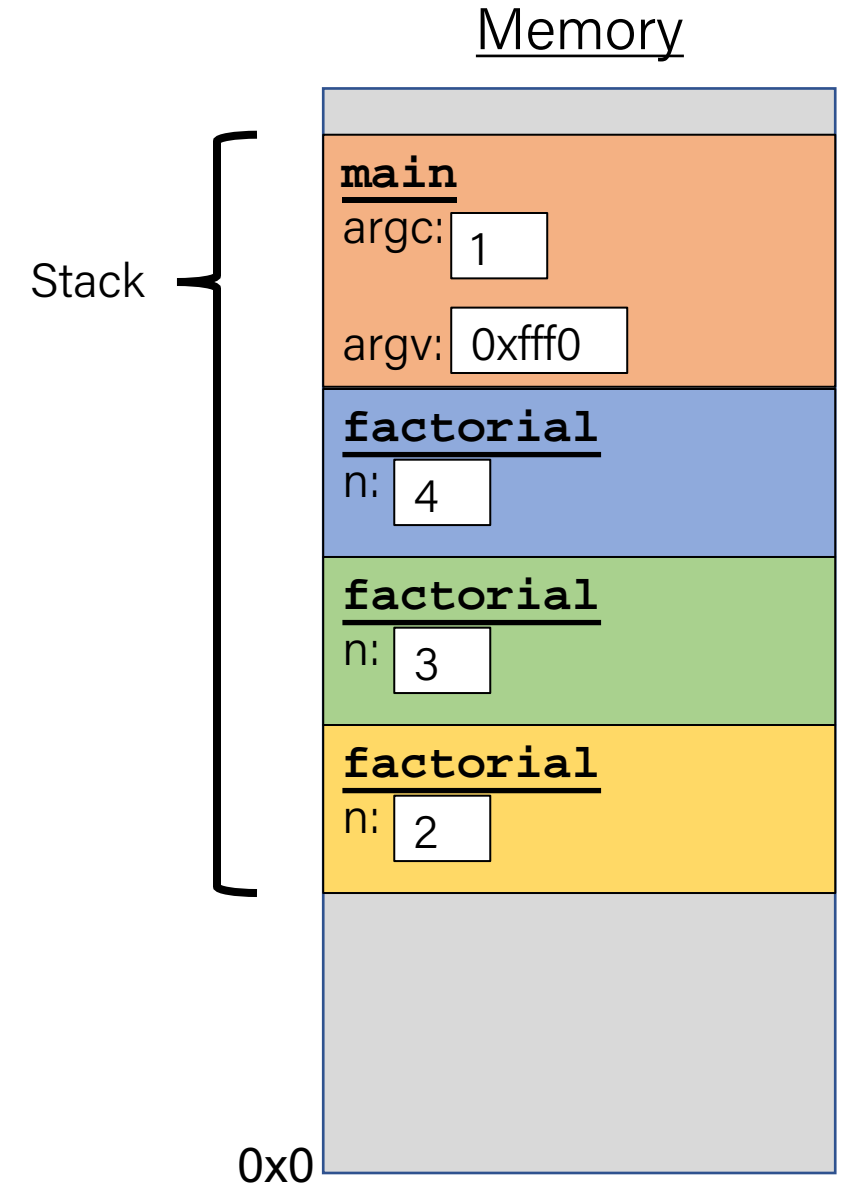 Memory
main
argc: 1
Stack
argv: 0xfff0
factorial
n: 4
factorial
n: 3
factorial
n: 2
0x0